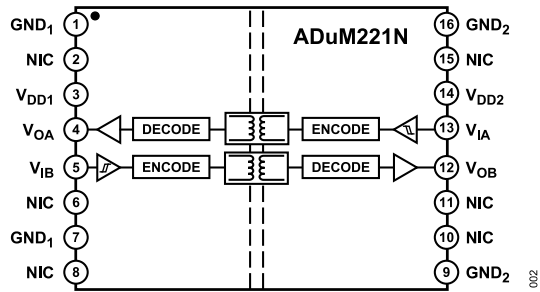 ADuM221N
GND1 1
NIC 2
VDD1 3
VOA 4 DECODE ENCODE 13 VIA
VIB 5 ENCODE DECODE 12 VOB
NIC 6
GND1 7
NIC 8
16 GND2
15 NIC
14 VDD2
11 NIC
10 NIC
9 GND2
002